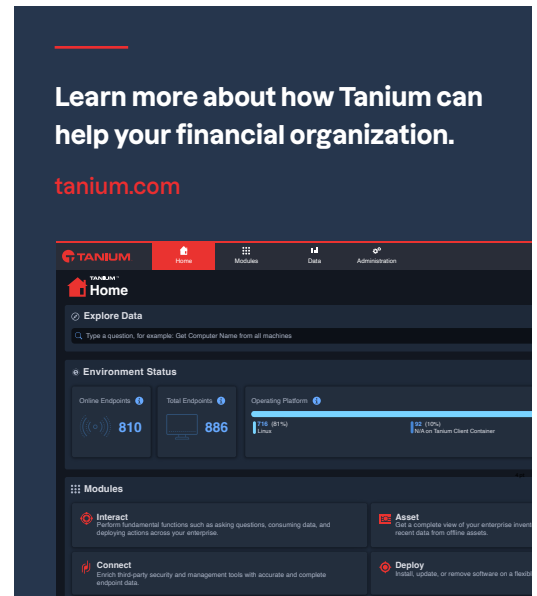 Learn more about how Tanium can
help your financial organization.
tanium.com
TANIUM
Home
Modules
Data
Administration
TANIUM
Home
Explore Data
Type a question, for example: Get Computer Name from all machines
Environment Status
Online Endpoints
810
Total Endpoints
886
Operating Platform
716 (81%)
Linux
92 (10%)
N/A on Tanium Client Container
Modules
Interact
Perform fundamental functions such as asking questions, consuming data, and
deploying actions across your enterprise.
Asset
Get a complete view of your enterprise invent
recent data from offline assets.
Connect
Enrich third-party security and management tools with accurate and complete
endpoint data.
Deploy
Install, update, or remove software on a flexibl